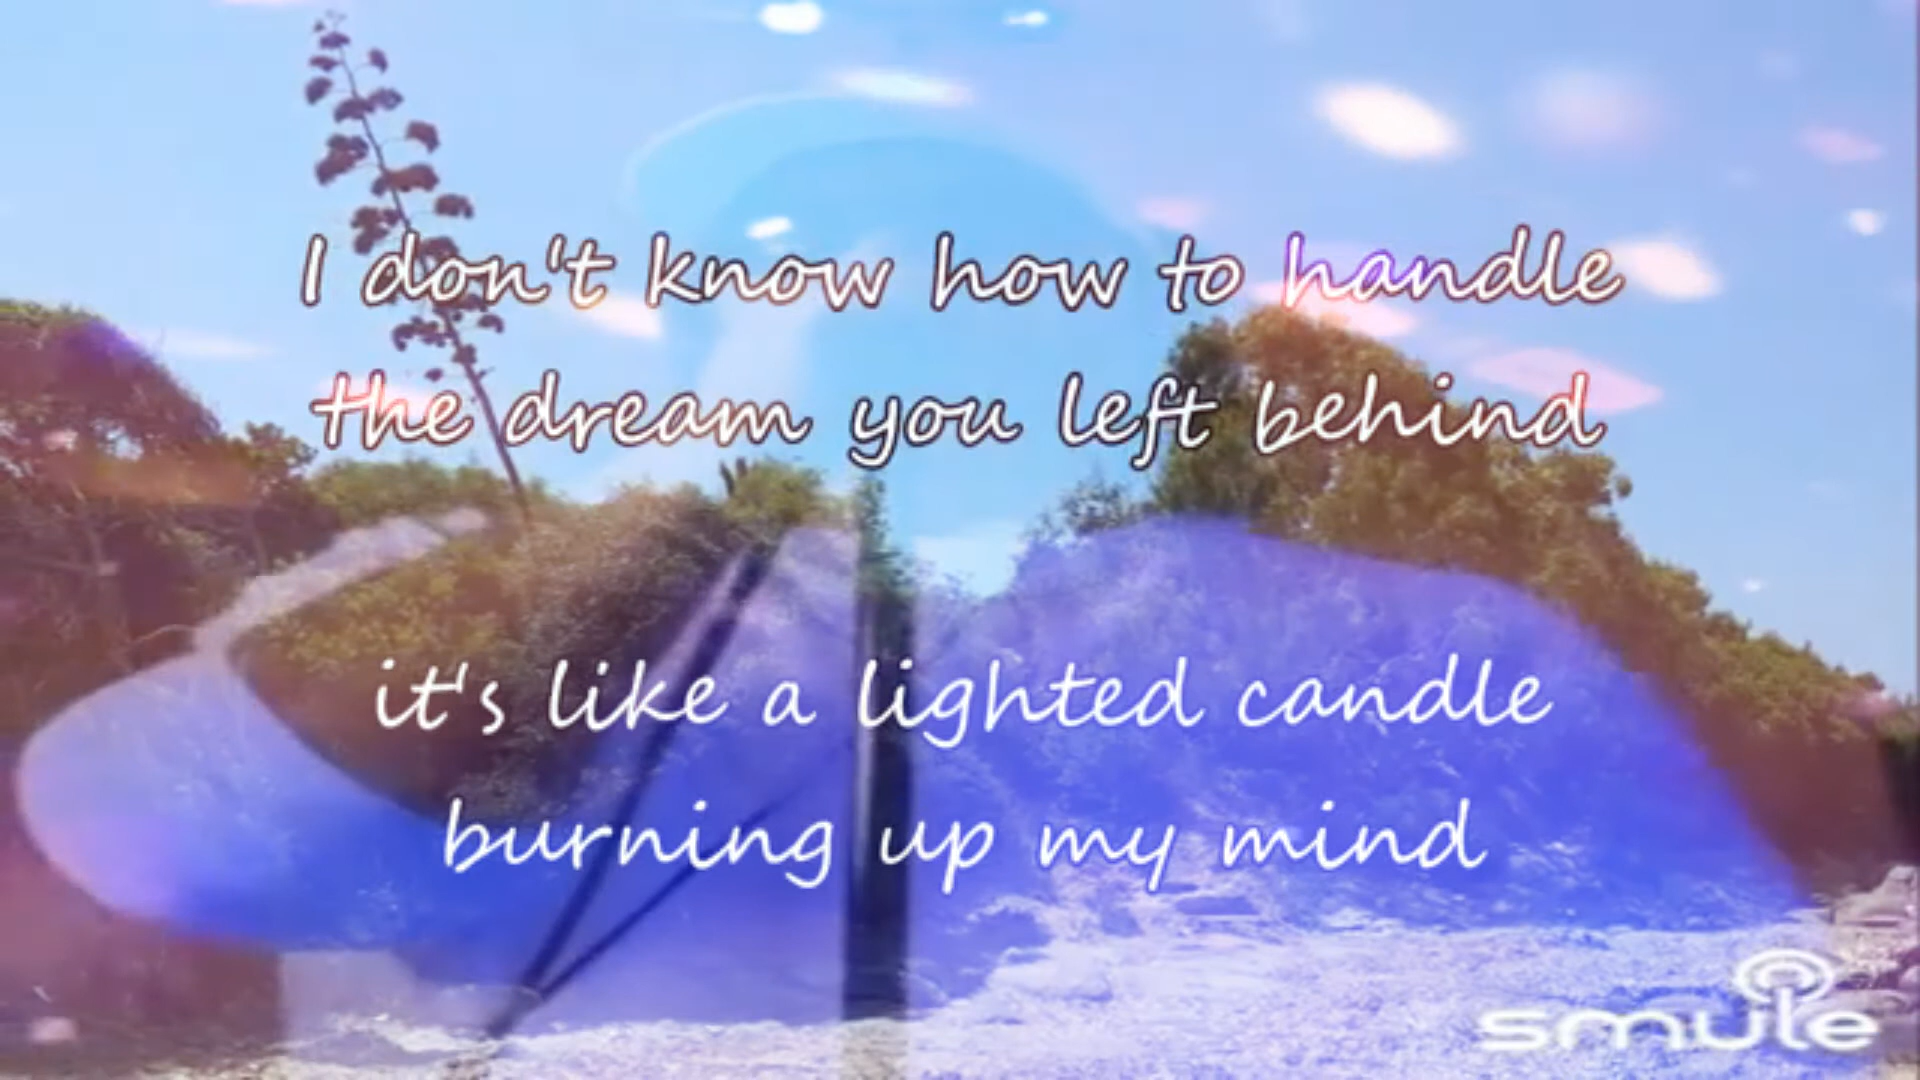 I don't know how to handle
the dream you left behind
it's like a lighted candle
burning up my mind
smule